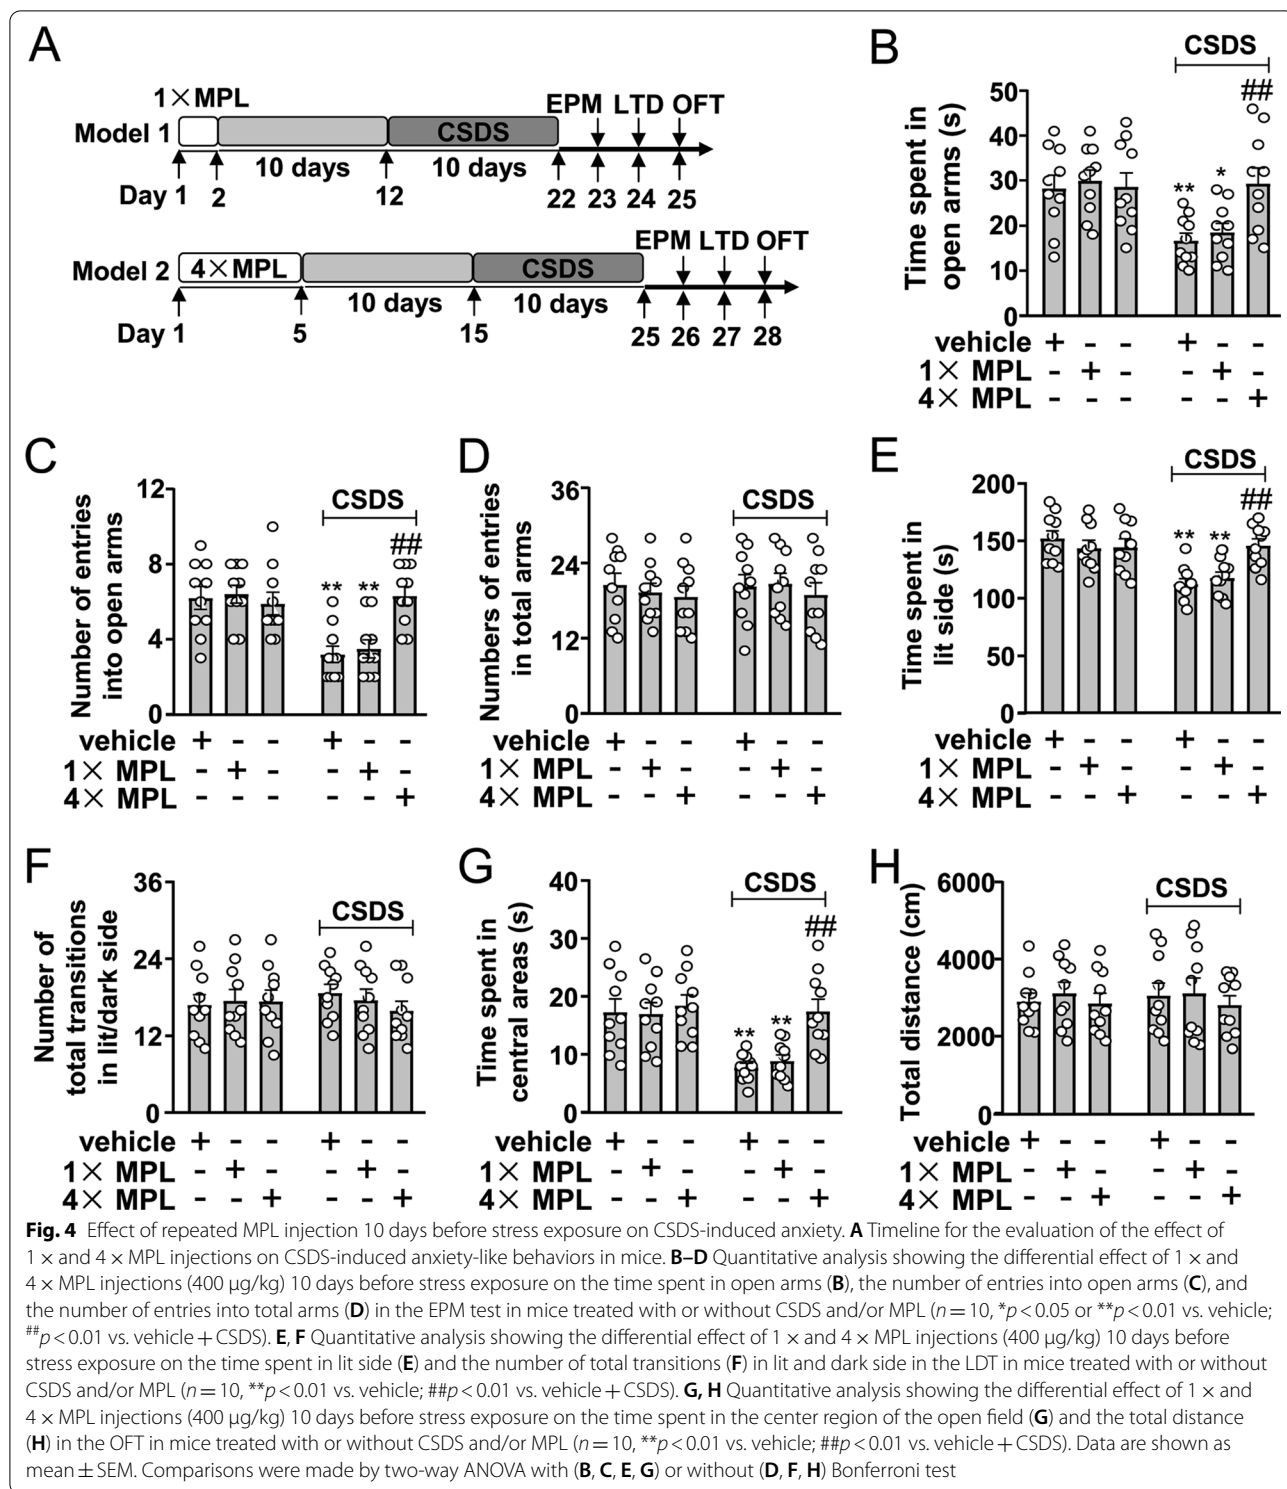 A
1×MPL
EPM LTD OFT
Model 1
CSDS
10 days 10 days
Day 1 2 12 22 23 24 25
EPM LTD OFT
Model 2 4×MPL CSDS
10 days 10 days
Day 1 5 15 25 26 27 28
B
CSDS
Time spent in
open arms (s)
50
40
30
20
10
0
** * ##
vehicle + - - + - -
1× MPL - + - - + -
4× MPL - - - - - +
C
CSDS
Number of entries
into open arms
12
8
4
0
** ** ##
vehicle + - - + - -
1× MPL - + - - + -
4× MPL - - - - - +
D
CSDS
Numbers of entries
in total arms
36
24
12
0
vehicle + - - + - -
1× MPL - + - - + -
4× MPL - - + - - +
E
CSDS
Time spent in
lit side (s)
200
150
100
50
0
** ** ##
vehicle + - - + - -
1× MPL - + - - + -
4× MPL - - + - - +
F
CSDS
Number of
total transitions
in lit/dark side
36
24
12
0
vehicle + - - + - -
1× MPL - + - - + -
4× MPL - - + - - +
G
CSDS
Time spent in
central areas (s)
40
30
20
10
0
** ** ##
vehicle + - - + - -
1× MPL - + - - + -
4× MPL - - + - - +
H
CSDS
Total distance (cm)
6000
4000
2000
0
vehicle + - - + - -
1× MPL - + - - + -
4× MPL - - + - - +
Fig. 4 Effect of repeated MPL injection 10 days before stress exposure on CSDS-induced anxiety. A Timeline for the evaluation of the effect of
1 × and 4 × MPL injections on CSDS-induced anxiety-like behaviors in mice. B–D Quantitative analysis showing the differential effect of 1 × and
4 × MPL injections (400 µg/kg) 10 days before stress exposure on the time spent in open arms (B), the number of entries into open arms (C), and
the number of entries into total arms (D) in the EPM test in mice treated with or without CSDS and/or MPL (n = 10, *p < 0.05 or **p < 0.01 vs. vehicle;
##p < 0.01 vs. vehicle + CSDS). E, F Quantitative analysis showing the differential effect of 1 × and 4 × MPL injections (400 µg/kg) 10 days before
stress exposure on the time spent in lit side (E) and the number of total transitions (F) in lit and dark side in the LDT in mice treated with or without
CSDS and/or MPL (n = 10, **p < 0.01 vs. vehicle; ##p < 0.01 vs. vehicle + CSDS). G, H Quantitative analysis showing the differential effect of 1 × and
4 × MPL injections (400 µg/kg) 10 days before stress exposure on the time spent in the center region of the open field (G) and the total distance
(H) in the OFT in mice treated with or without CSDS and/or MPL (n = 10, **p < 0.01 vs. vehicle; ##p < 0.01 vs. vehicle + CSDS). Data are shown as
mean ± SEM. Comparisons were made by two-way ANOVA with (B, C, E, G) or without (D, F, H) Bonferroni test